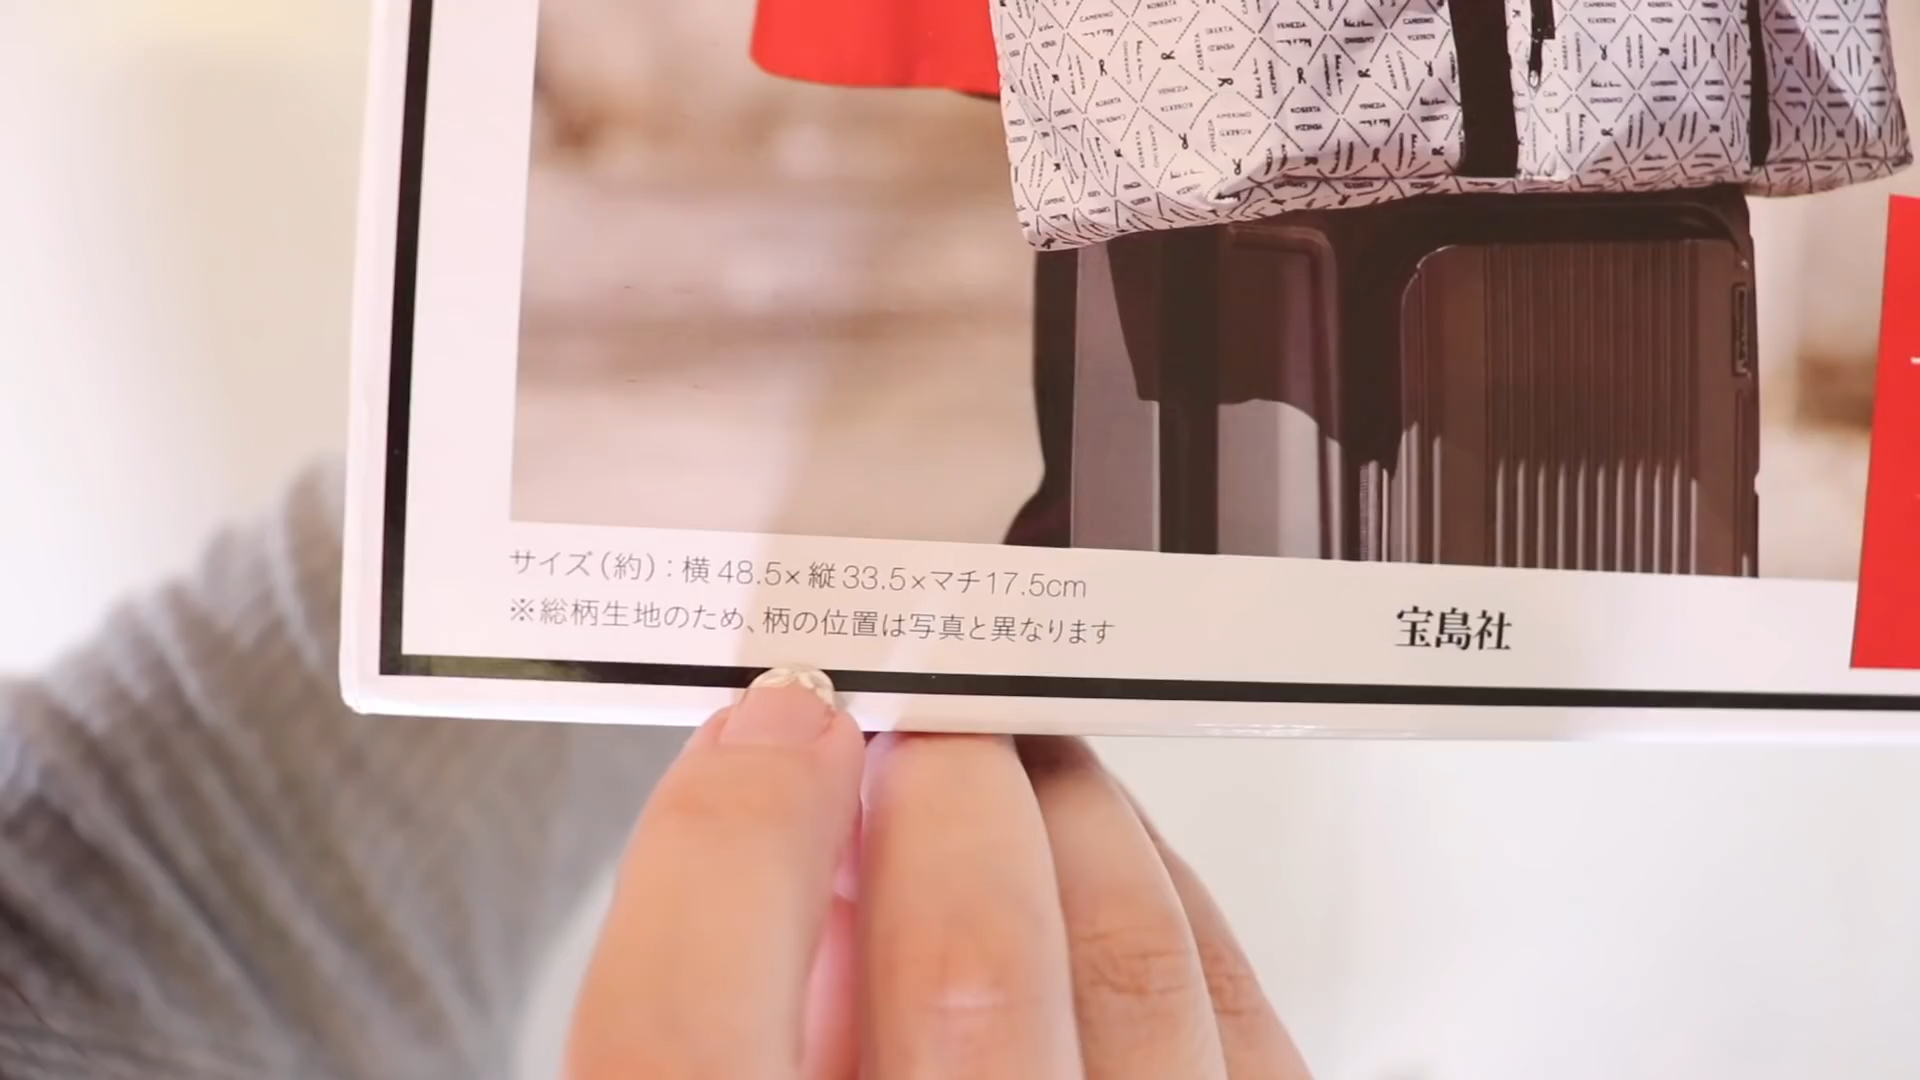 サイズ（約）：横48.5×縦33.5×マチ17.5cm
※総柄生地のため、柄の位置は写真と異なります
宝島社